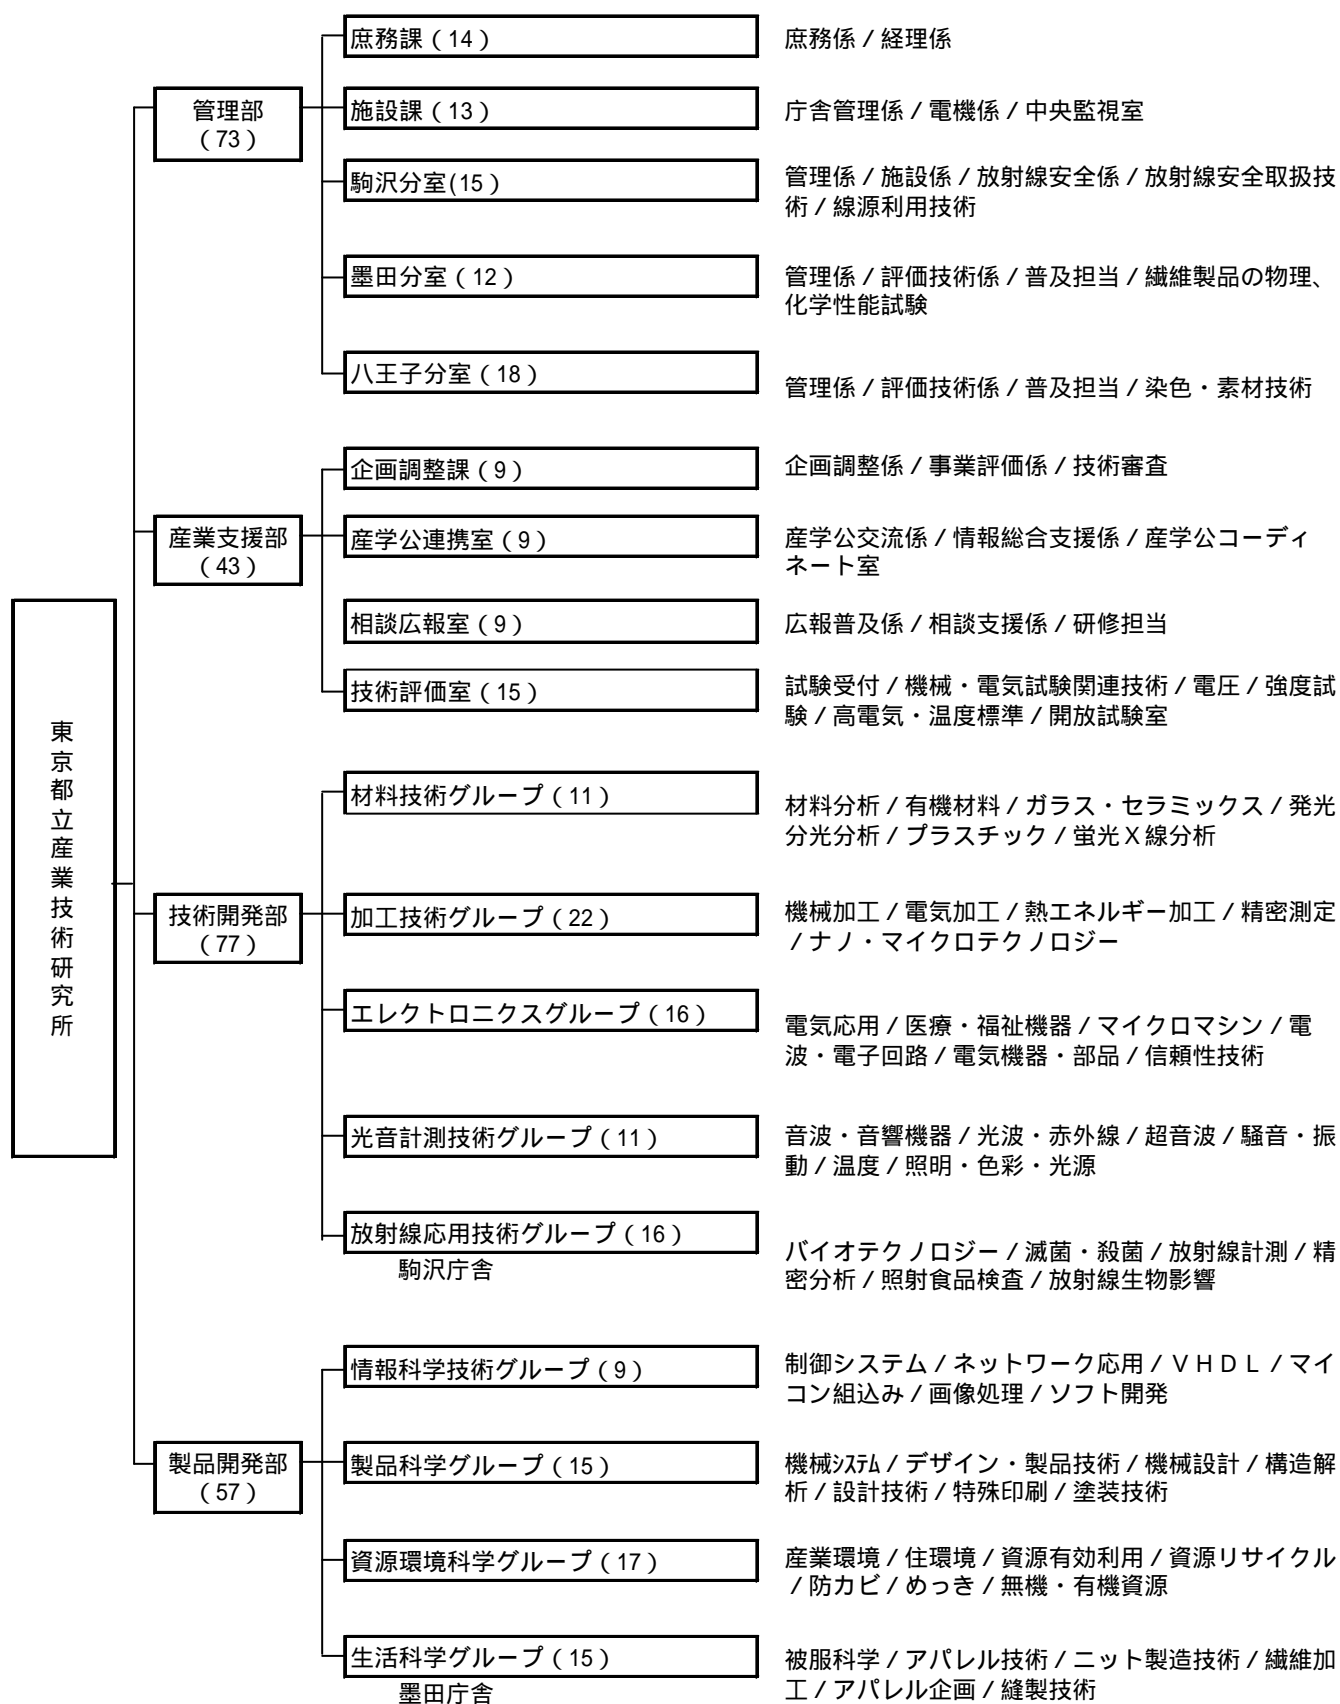 東京都立産業技術研究所
管理部
（73）
庶務課（14）
庶務係 / 経理係
施設課（13）
庁舎管理係 / 電機係 / 中央監視室
駒沢分室(15）
管理係 / 施設係 / 放射線安全係 / 放射線安全取扱技
術 / 線源利用技術
墨田分室（12）
管理係 / 評価技術係 / 普及担当 / 繊維製品の物理、
化学性能試験
八王子分室（18）
管理係 / 評価技術係 / 普及担当 / 染色・素材技術
産業支援部
（43）
企画調整課（9）
企画調整係 / 事業評価係 / 技術審査
産学公連携室（9）
産学公交流係 / 情報総合支援係 / 産学公コーディ
ネート室
相談広報室（9）
広報普及係 / 相談支援係 / 研修担当
技術評価室（15）
試験受付 / 機械・電気試験関連技術 / 電圧 / 強度試
験 / 高電気・温度標準 / 開放試験室
技術開発部
（77）
材料技術グループ（11）
材料分析 / 有機材料 / ガラス・セラミックス / 発光
分光分析 / プラスチック / 蛍光Ｘ線分析
加工技術グループ（22）
機械加工 / 電気加工 / 熱エネルギー加工 / 精密測定
/ ナノ・マイクロテクノロジー
エレクトロニクスグループ（16）
電気応用 / 医療・福祉機器 / マイクロマシン / 電
波・電子回路 / 電気機器・部品 / 信頼性技術
光音計測技術グループ（11）
音波・音響機器 / 光波・赤外線 / 超音波 / 騒音・振
動 / 温度 / 照明・色彩・光源
放射線応用技術グループ（16）
駒沢庁舎
バイオテクノロジー / 滅菌・殺菌 / 放射線計測 / 精
密分析 / 照射食品検査 / 放射線生物影響
製品開発部
（57）
情報科学技術グループ（9）
制御システム / ネットワーク応用 / ＶＨＤＬ / マイ
コン組込み / 画像処理 / ソフト開発
製品科学グループ（15）
機械ｼｽﾃﾑ / デザイン・製品技術 / 機械設計 / 構造解
析 / 設計技術 / 特殊印刷 / 塗装技術
資源環境科学グループ（17）
産業環境 / 住環境 / 資源有効利用 / 資源リサイクル
/ 防カビ / めっき / 無機・有機資源
生活科学グループ（15）
墨田庁舎
被服科学 / アパレル技術 / ニット製造技術 / 繊維加
工 / アパレル企画 / 縫製技術